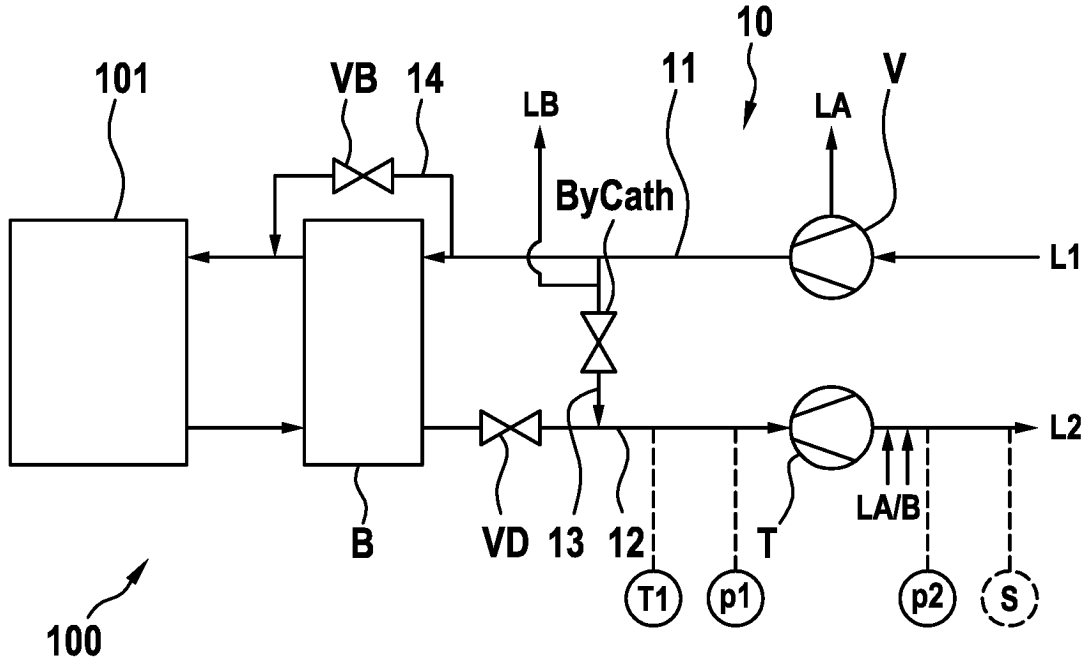 10
101
VB
14
11
V
LB
LA
ByCath
L1
L2
LA/B
B
VD
13
12
T
T1
p1
p2
S
100